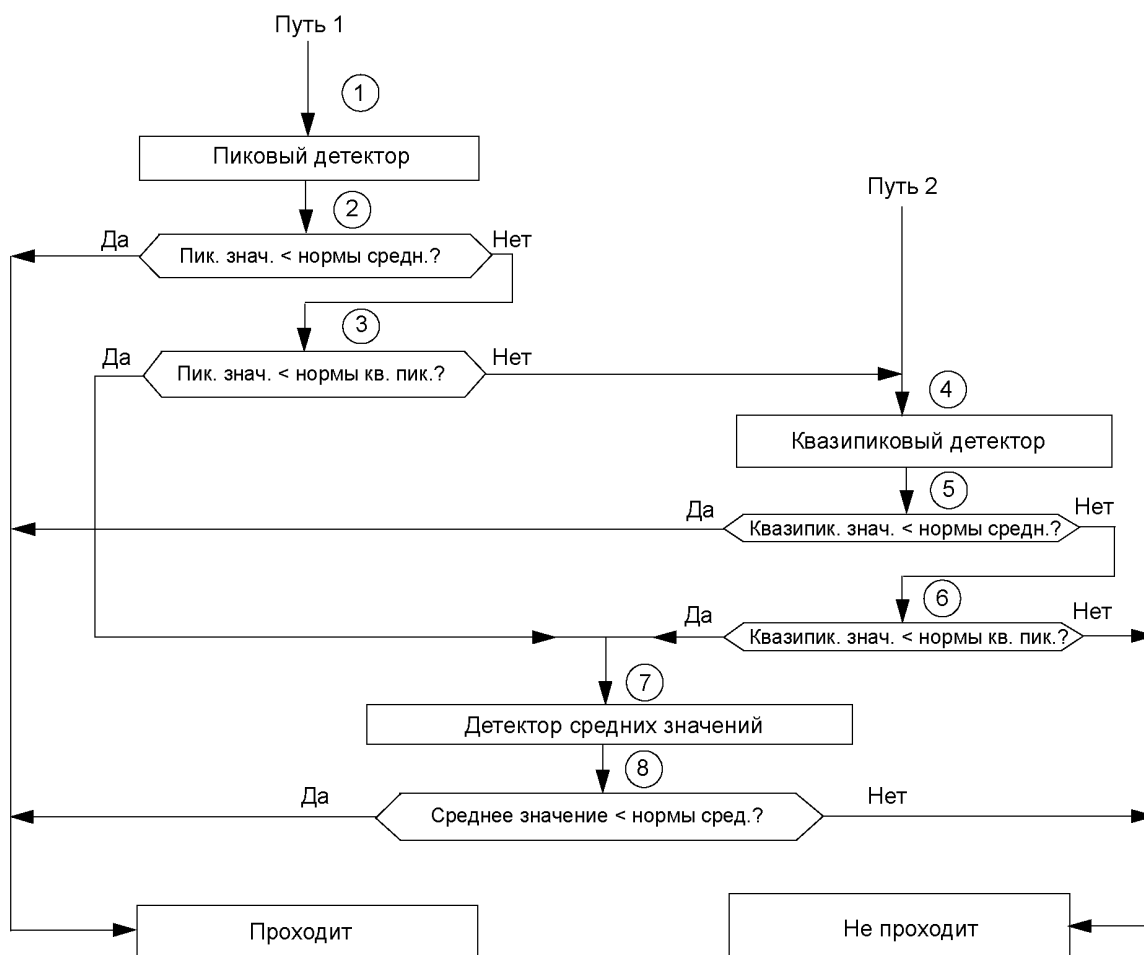 Путь 1
1
Пиковый детектор
2
Путь 2
Да
Пик. знач. < нормы средн.?
Нет
3
Да
Пик. знач. < нормы кв. пик.?
Нет
4
Квазипиковый детектор
5
Да
Квазипик. знач. < нормы средн.?
Нет
6
Да
Квазипик. знач. < нормы кв. пик.?
Нет
7
Детектор средних значений
8
Да
Среднее значение < нормы сред.?
Нет
Проходит
Не проходит